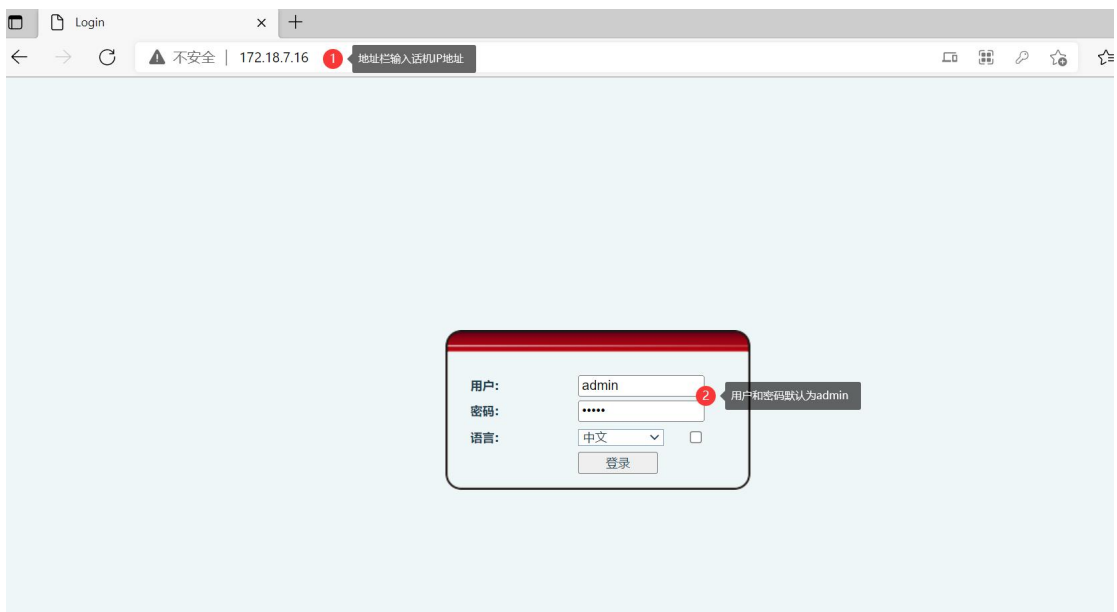 Login
不安全 | 172.18.7.16 1 地址栏输入话机IP地址
用户: admin
2 用户和密码默认为admin
密码: •••••
语言: 中文
登录